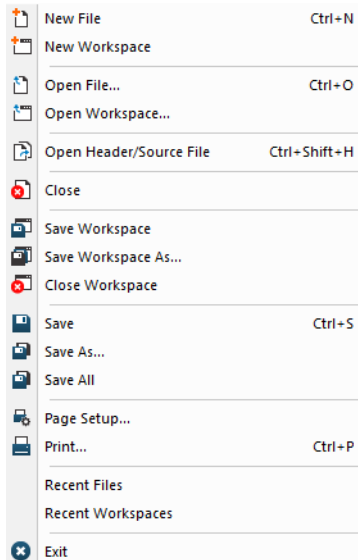 New File Ctrl+N
New Workspace
Open File... Ctrl+O
Open Workspace...
Open Header/Source File Ctrl+Shift+H
Close
Save Workspace
Save Workspace As...
Close Workspace
Save Ctrl+S
Save As...
Save All
Page Setup...
Print... Ctrl+P
Recent Files
Recent Workspaces
Exit